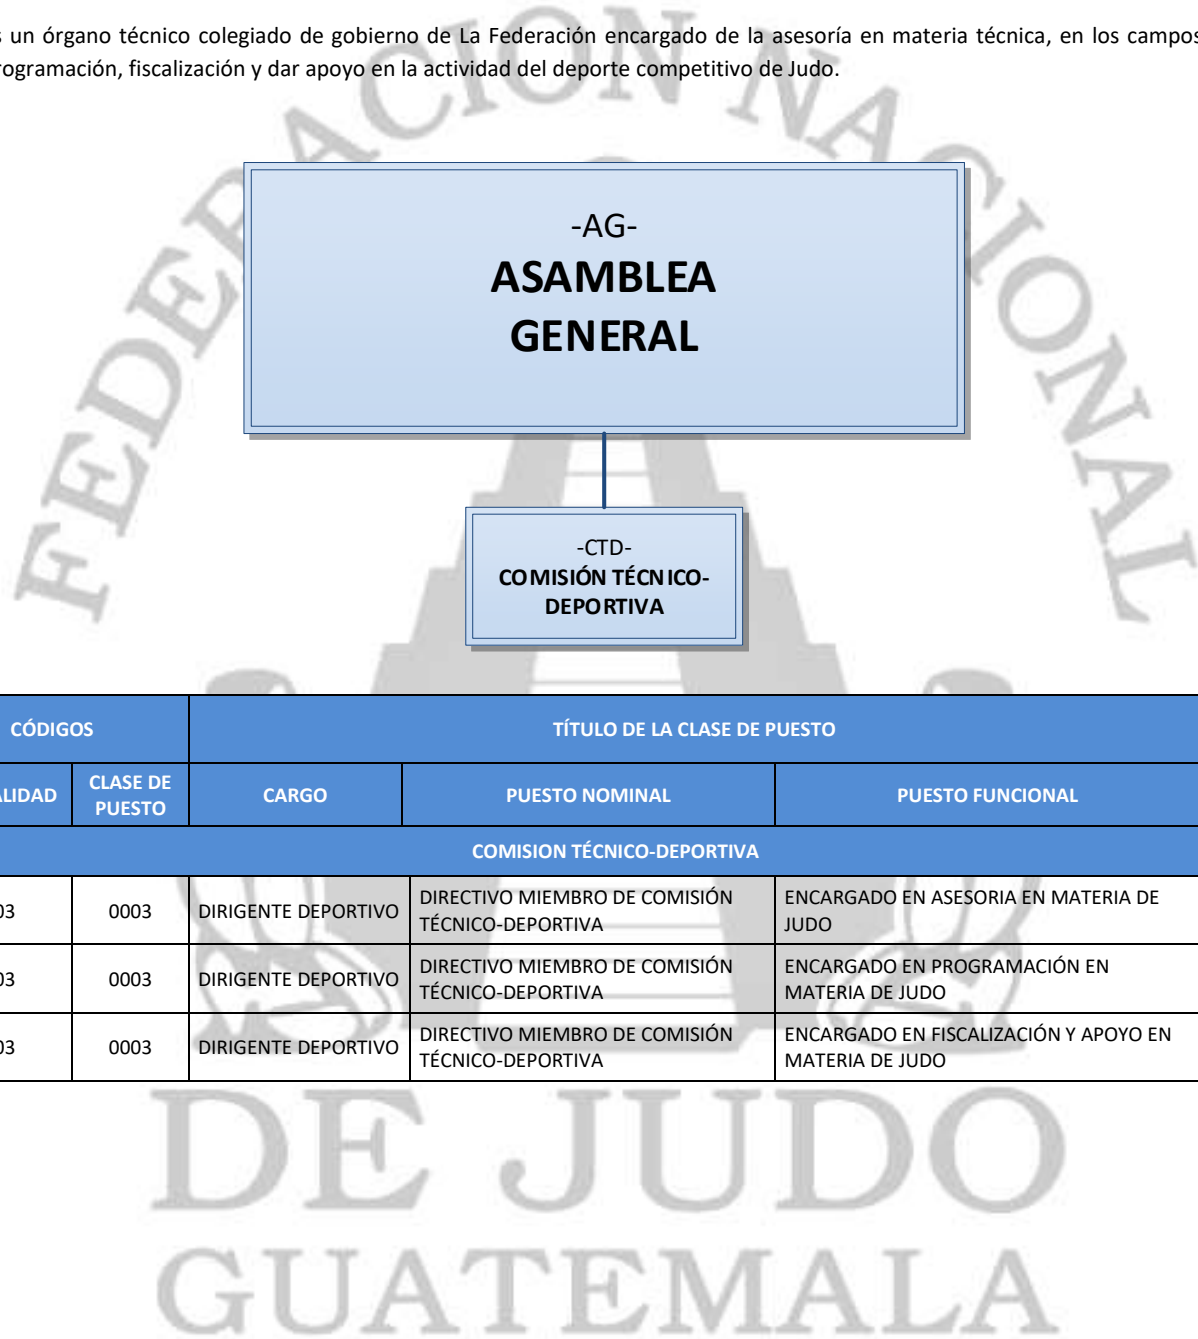 s un órgano técnico colegiado de gobierno de La Federación encargado de la asesoría en materia técnica, en los campos
rogramación, fiscalización y dar apoyo en la actividad del deporte competitivo de Judo.
FEDERACION NACIONAL
-AG-
ASAMBLEA
GENERAL
-CTD-
COMISIÓN TÉCNICO-
DEPORTIVA
CÓDIGOS TÍTULO DE LA CLASE DE PUESTO
ALIDAD CLASE DE PUESTO CARGO PUESTO NOMINAL PUESTO FUNCIONAL
COMISION TÉCNICO-DEPORTIVA
03 0003 DIRIGENTE DEPORTIVO DIRECTIVO MIEMBRO DE COMISIÓN TÉCNICO-DEPORTIVA ENCARGADO EN ASESORIA EN MATERIA DE JUDO
03 0003 DIRIGENTE DEPORTIVO DIRECTIVO MIEMBRO DE COMISIÓN TÉCNICO-DEPORTIVA ENCARGADO EN PROGRAMACIÓN EN MATERIA DE JUDO
03 0003 DIRIGENTE DEPORTIVO DIRECTIVO MIEMBRO DE COMISIÓN TÉCNICO-DEPORTIVA ENCARGADO EN FISCALIZACIÓN Y APOYO EN MATERIA DE JUDO
DE JUDO
GUATEMALA